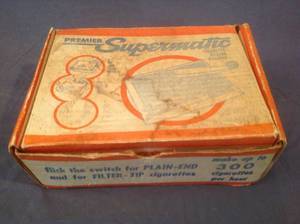 PREMIER
Supermatic
flick the switch for PLAIN-END
and for FILTER-TIP cigarettes
make up to
300
cigarettes
per hour